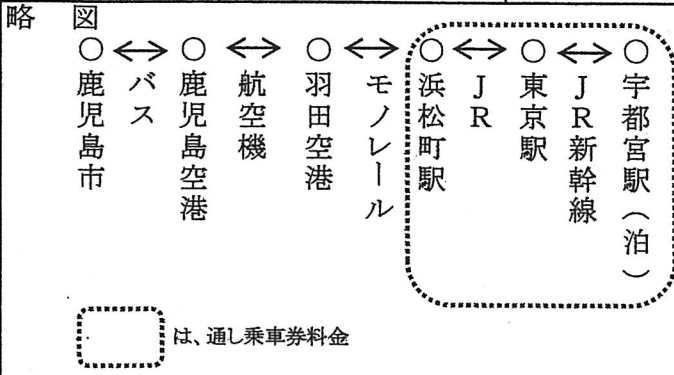 略 図
○鹿児島市
↔バス
○鹿児島空港
↔航空機
○羽田空港
↔モノレール
○浜松町駅
↔JR
○東京駅
↔JR新幹線
○宇都宮駅（泊）
は、通し乗車券料金